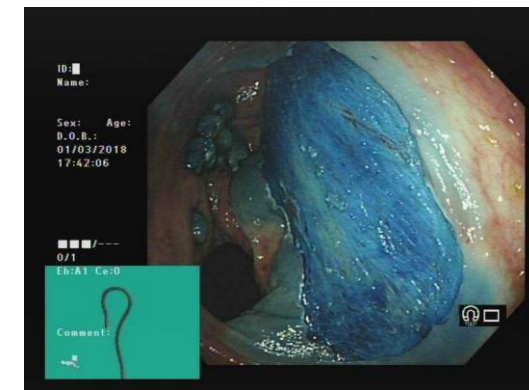 ID:
Name:
Sex: Age:
D.O.B.:
01/03/2018
17:42:06
■■■/---
0/1
Eh:A1 Ce:0
Comment: